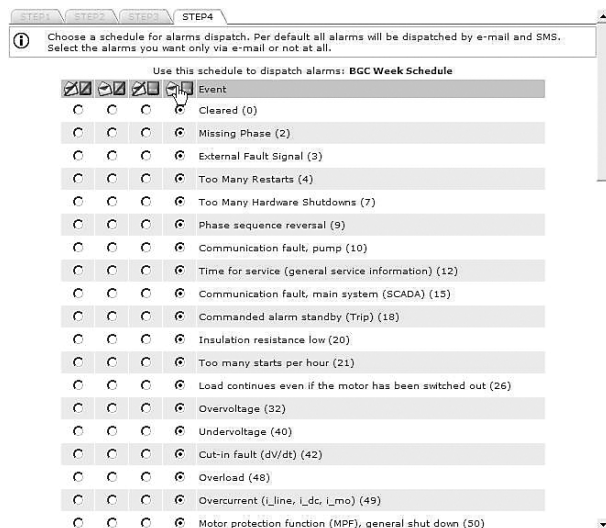 STEP1 STEP2 STEP3 STEP4
Choose a schedule for alarms dispatch. Per default all alarms will be dispatched by e-mail and SMS.
Select the alarms you want only via e-mail or not at all.
Use this schedule to dispatch alarms: BGC Week Schedule
Event
Cleared (0)
Missing Phase (2)
External Fault Signal (3)
Too Many Restarts (4)
Too Many Hardware Shutdowns (7)
Phase sequence reversal (9)
Communication fault, pump (10)
Time for service (general service information) (12)
Communication fault, main system (SCADA) (15)
Commanded alarm standby (Trip) (18)
Insulation resistance low (20)
Too many starts per hour (21)
Load continues even if the motor has been switched out (26)
Overvoltage (32)
Undervoltage (40)
Cut-in fault (dV/dt) (42)
Overload (48)
Overcurrent (i_line, i_dc, i_mo) (49)
Motor protection function (MPF), general shut down (50)